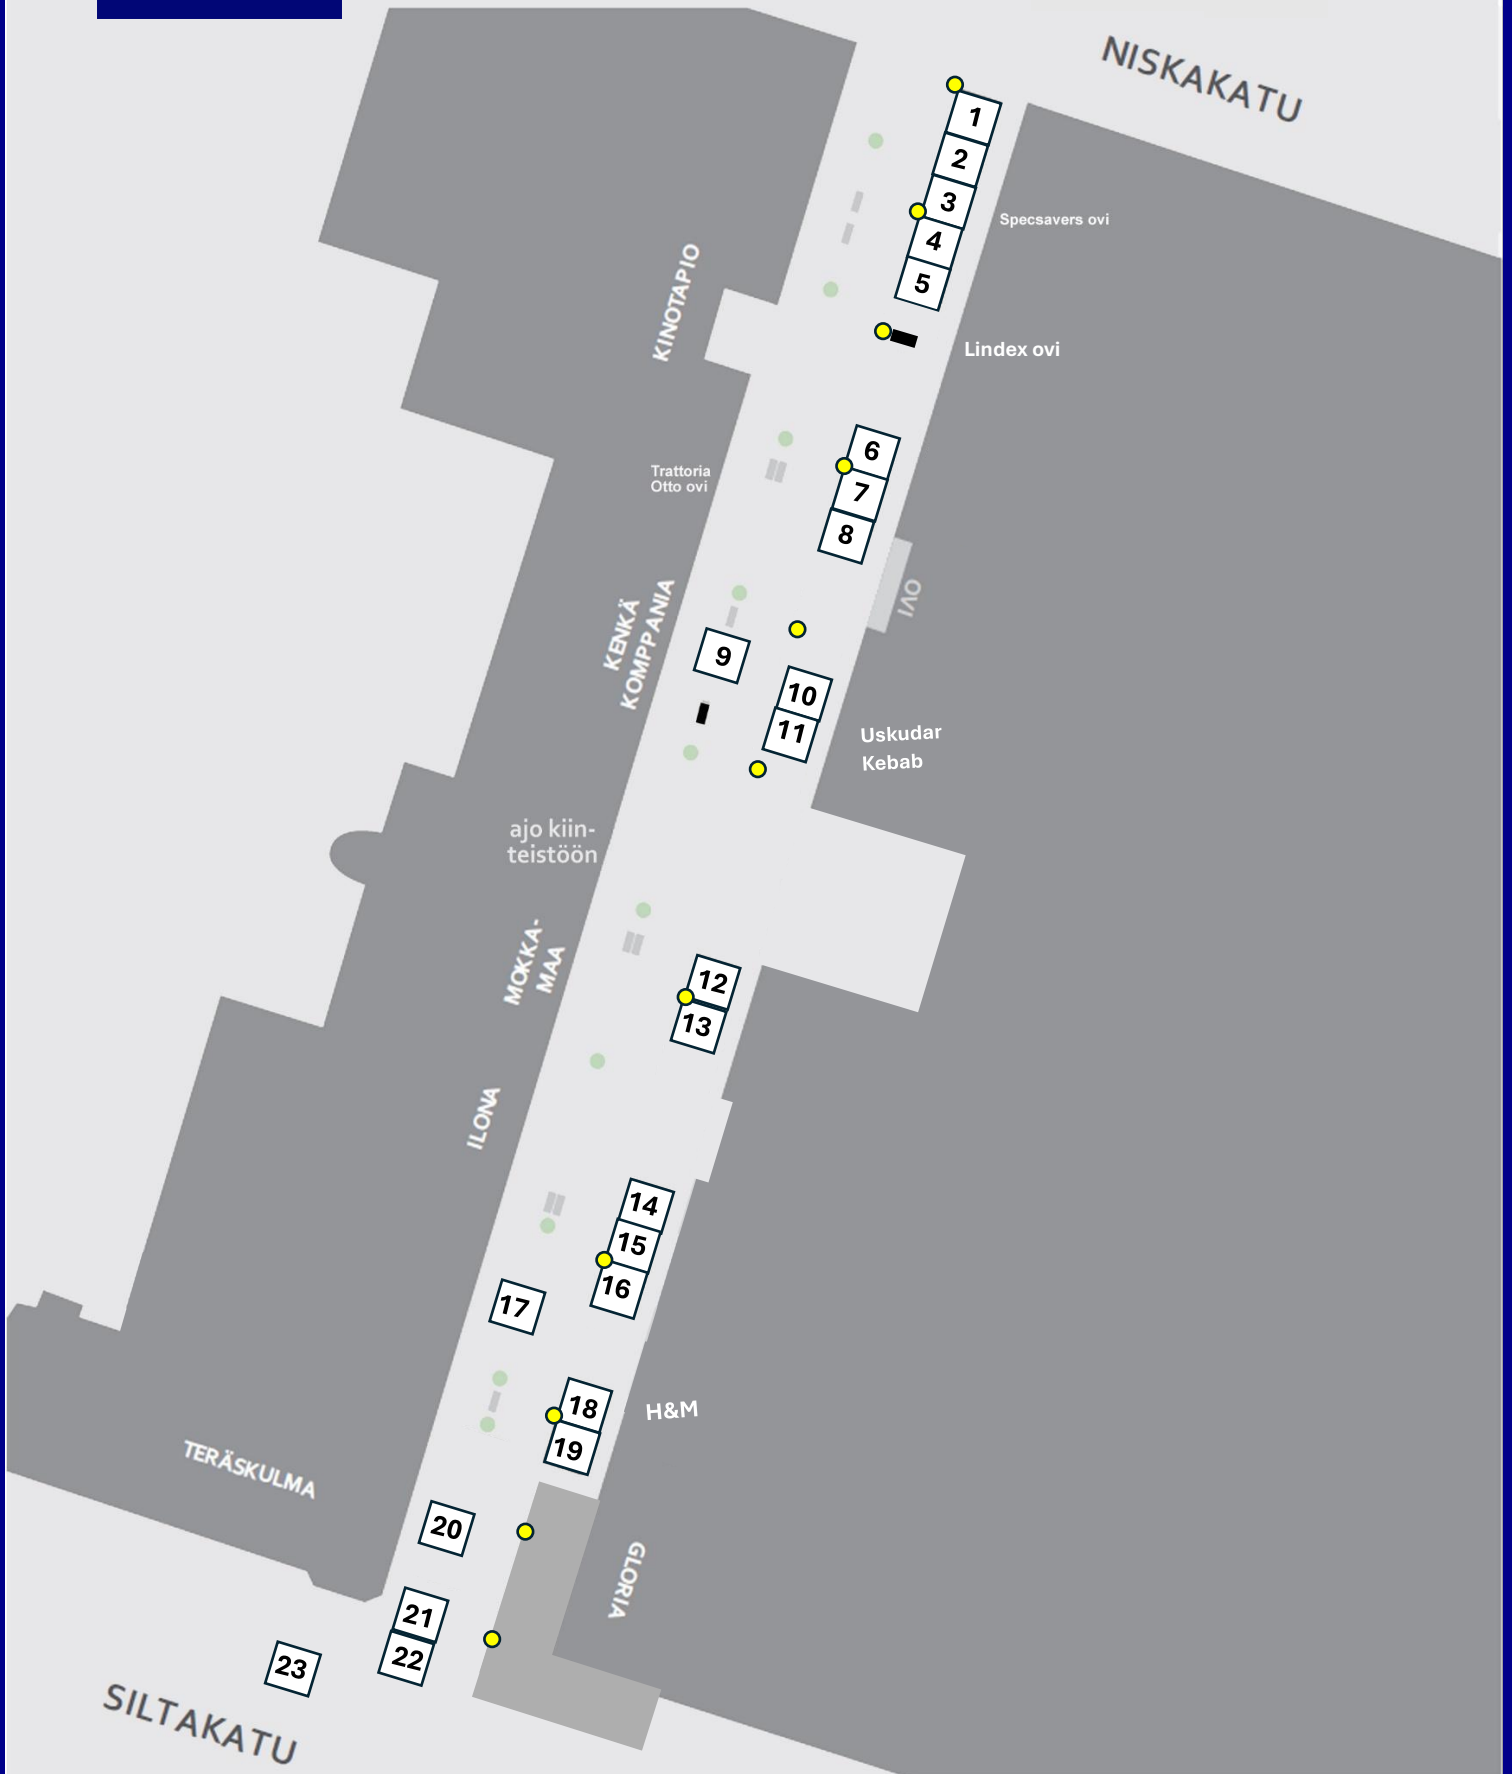 NISKAKATU
1
2
3
Specsavers ovi
4
5
KINOTAPIO
Lindex ovi
6
Trattoria
Otto ovi
7
8
OVI
KENKÄ
KOMPPANIA
9
10
11
Uskudar
Kebab
ajo kiin-
teistöön
MOKKA-
MAA
12
13
ILONA
14
15
16
17
18
H&M
19
TERÄSKULMA
20
GLORIA
21
22
23
SILTAKATU